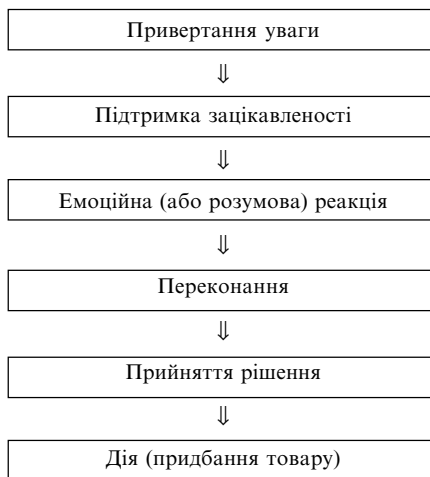 Привертання уваги
⇓
Підтримка зацікавленості
⇓
Емоційна (або розумова) реакція
⇓
Переконання
⇓
Прийняття рішення
⇓
Дія (придбання товару)